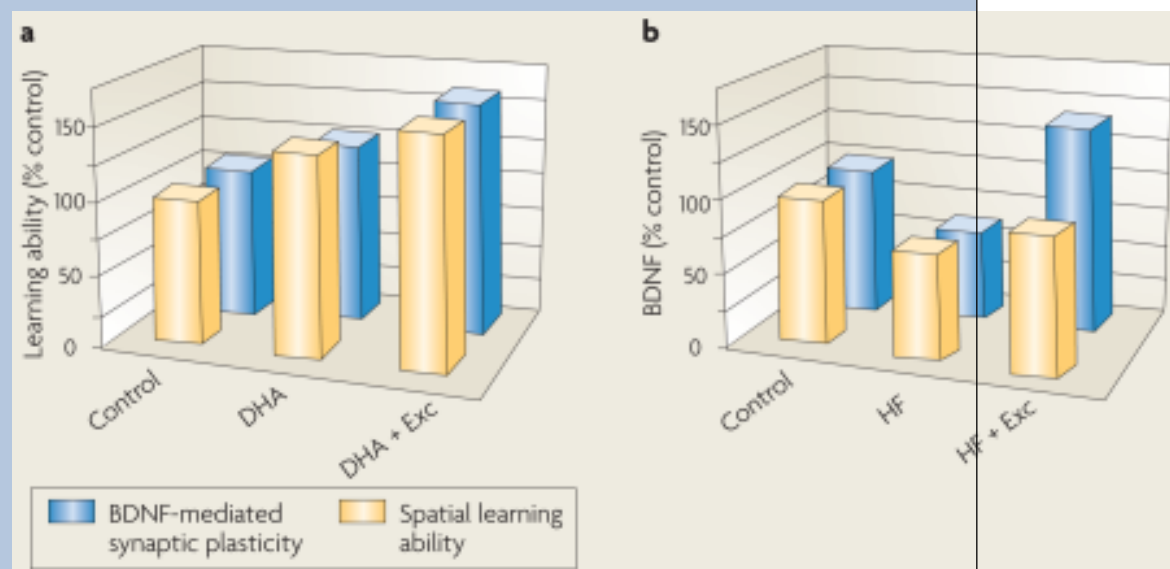 a
Learning ability (% control)
150
100
50
0
Control
DHA
DHA + Exc
b
BDNF (% control)
150
100
50
0
Control
HF
HF + Exc
BDNF-mediated
synaptic plasticity
Spatial learning
ability